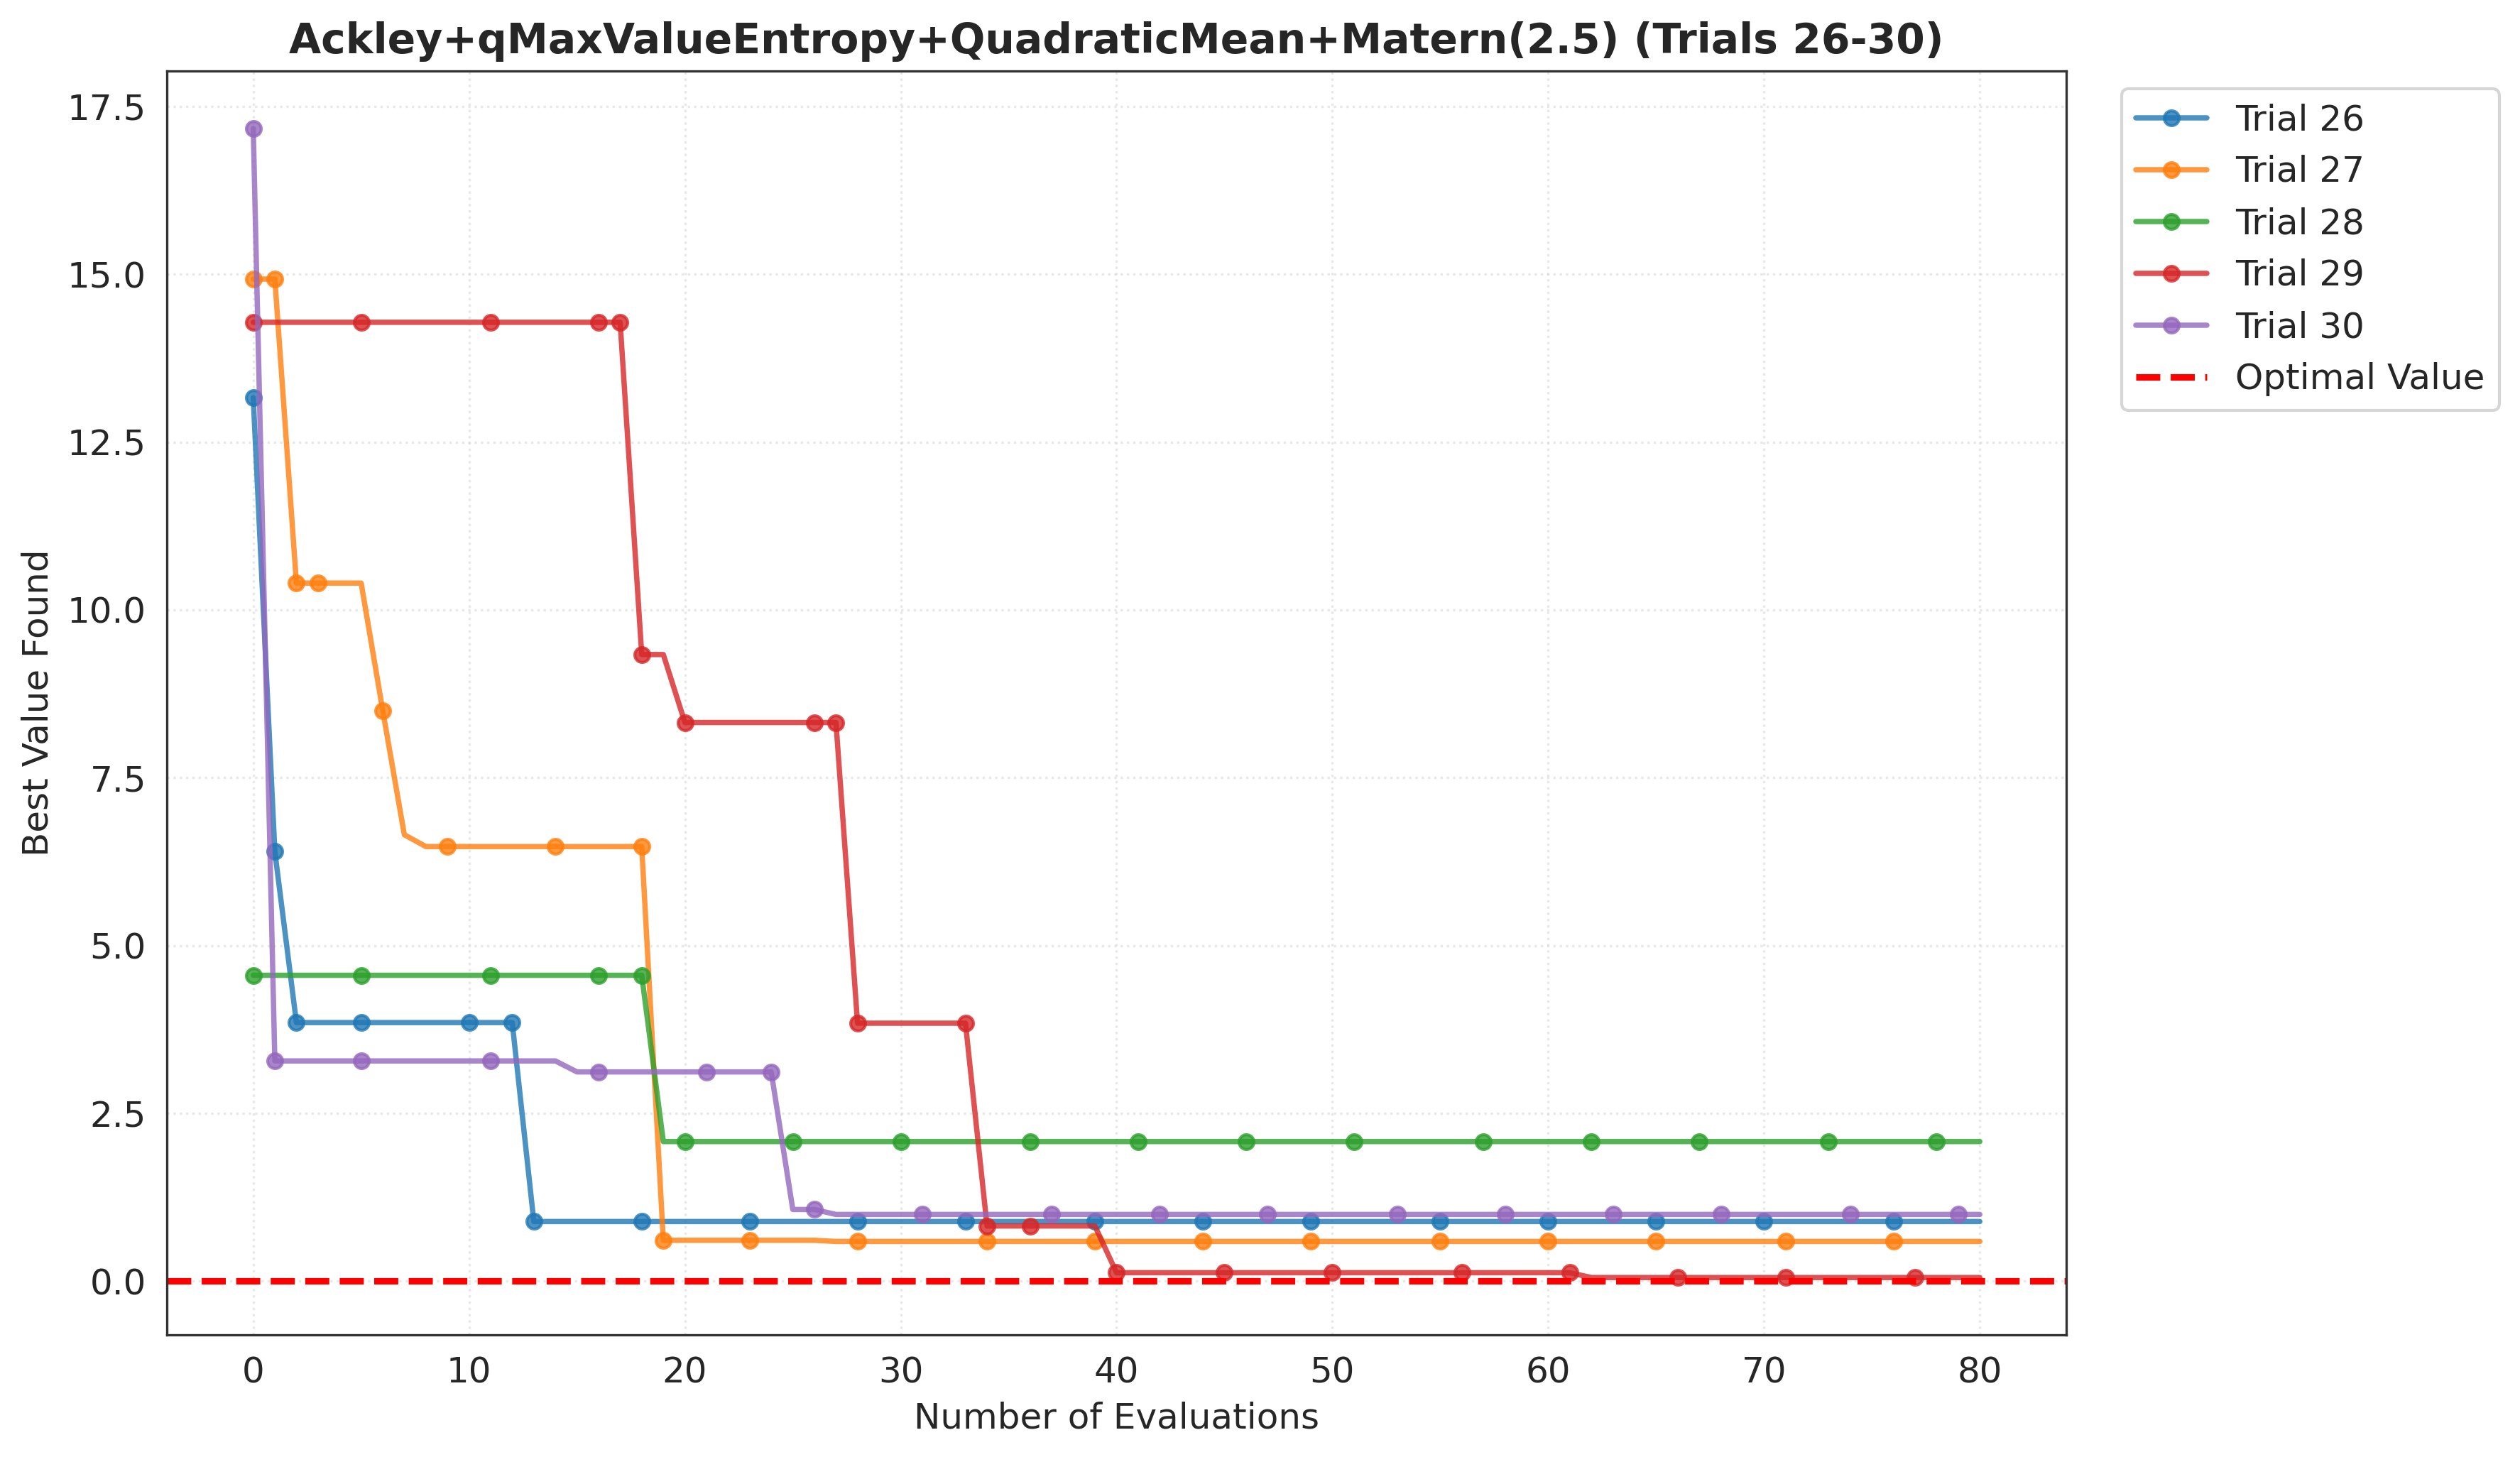 Ackley+qMaxValueEntropy+QuadraticMean+Matern(2.5) (Trials 26-30)
Best Value Found
17.5
15.0
12.5
10.0
7.5
5.0
2.5
0.0
0 10 20 30 40 50 60 70 80
Number of Evaluations
Trial 26
Trial 27
Trial 28
Trial 29
Trial 30
Optimal Value